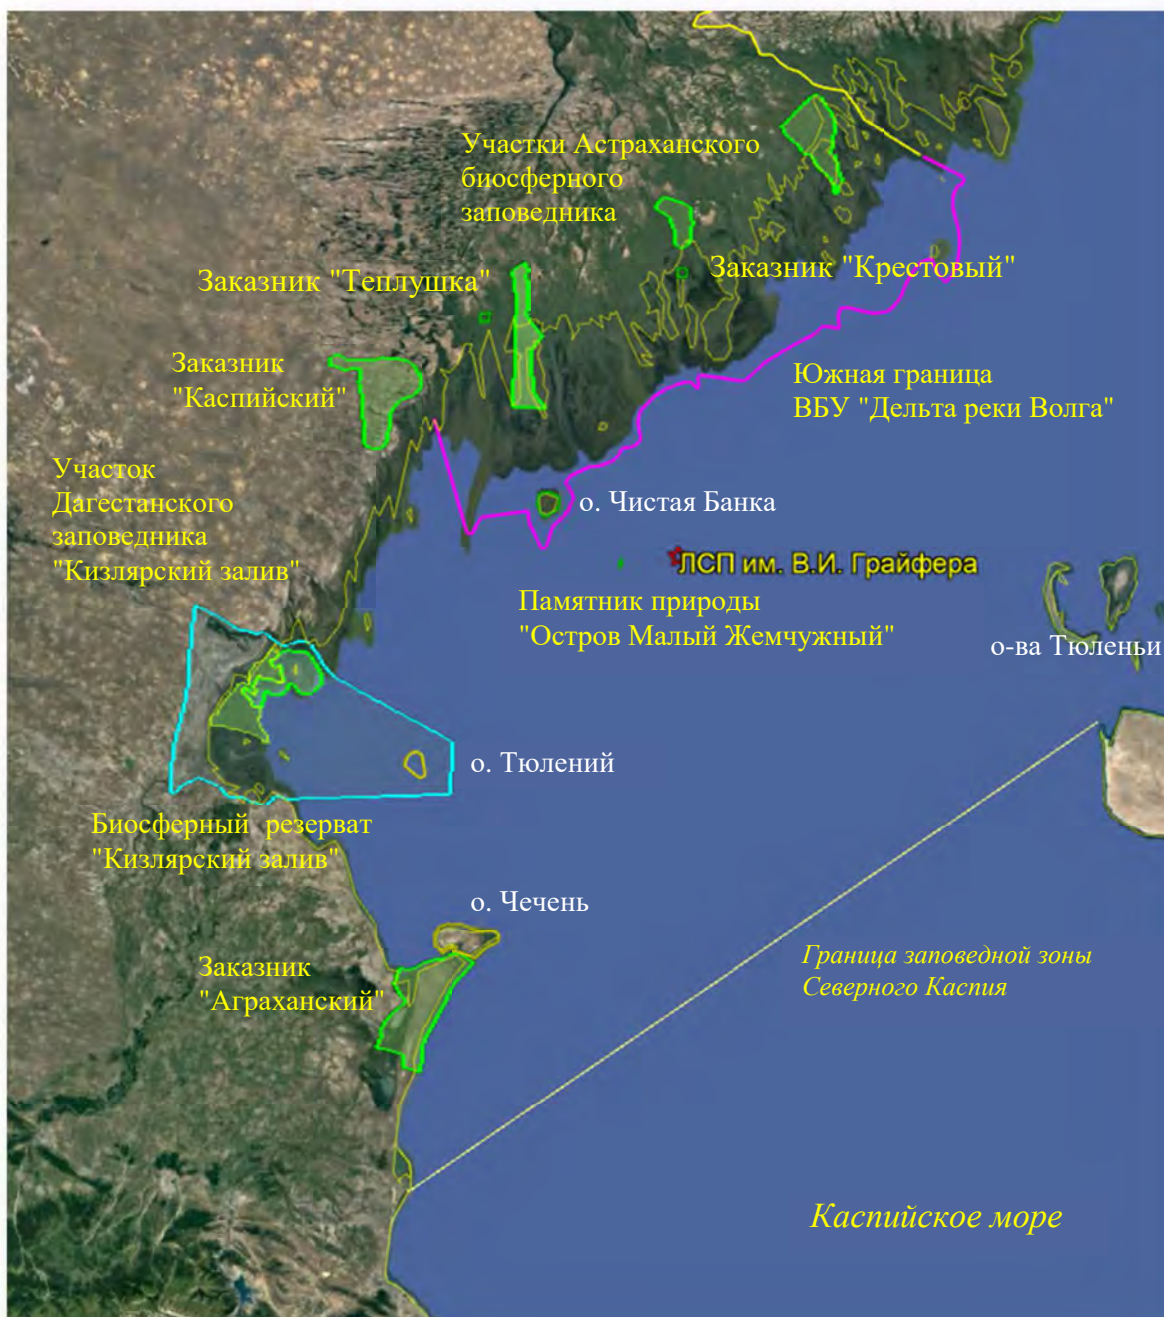 Участки Астраханского
биосферного
заповедника
Заказник "Теплушка"
Заказник "Крестовый"
Заказник
"Каспийский"
Южная граница
ВБУ "Дельта реки Волга"
Участок
Дагестанского
заповедника
"Кизлярский залив"
о. Чистая Банка
ЛСП им. В.И. Грайфера
Памятник природы
"Остров Малый Жемчужный"
о-ва Тюленьи
о. Тюлений
Биосферный резерват
"Кизлярский залив"
о. Чечень
Заказник
"Аграханский"
Граница заповедной зоны
Северного Каспия
Каспийское море